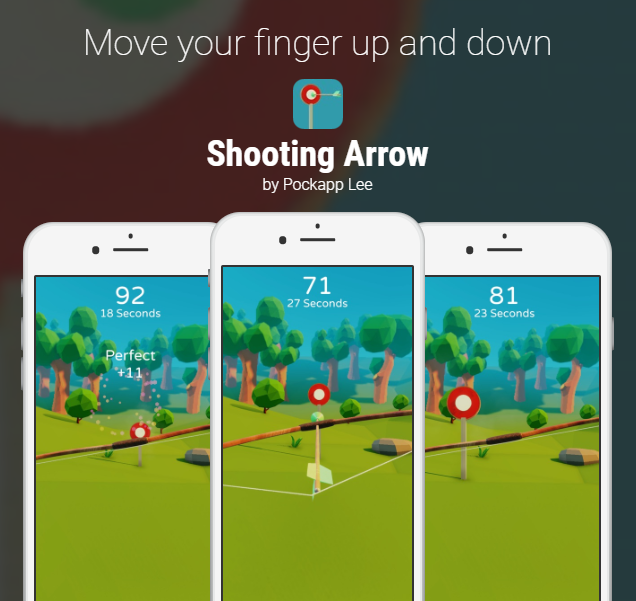 Move your finger up and down
Shooting Arrow
by Pockapp Lee
92
18 Seconds
Perfect
+11
71
27 Seconds
81
23 Seconds